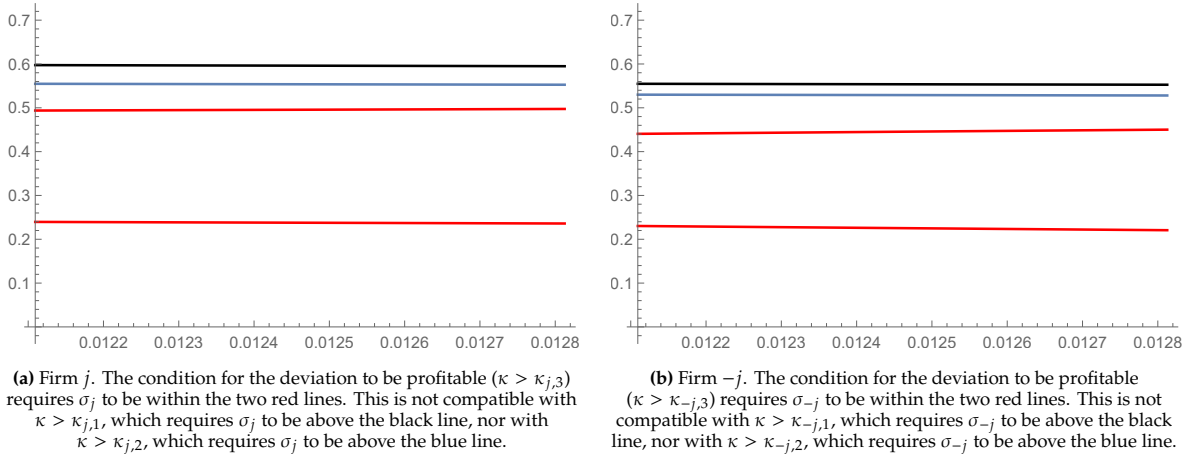 0.7
0.6
0.5
0.4
0.3
0.2
0.1
0.0122 0.0123 0.0124 0.0125 0.0126 0.0127 0.0128
(a) Firm j. The condition for the deviation to be profitable (κ > κj,3)
requires σj to be within the two red lines. This is not compatible with
κ > κj,1, which requires σj to be above the black line, nor with
κ > κj,2, which requires σj to be above the blue line.
0.7
0.6
0.5
0.4
0.3
0.2
0.1
0.0122 0.0123 0.0124 0.0125 0.0126 0.0127 0.0128
(b) Firm −j. The condition for the deviation to be profitable
(κ > κ−j,3) requires σ−j to be within the two red lines. This is not
compatible with κ > κ−j,1, which requires σ−j to be above the black
line, nor with κ > κ−j,2, which requires σ−j to be above the blue line.